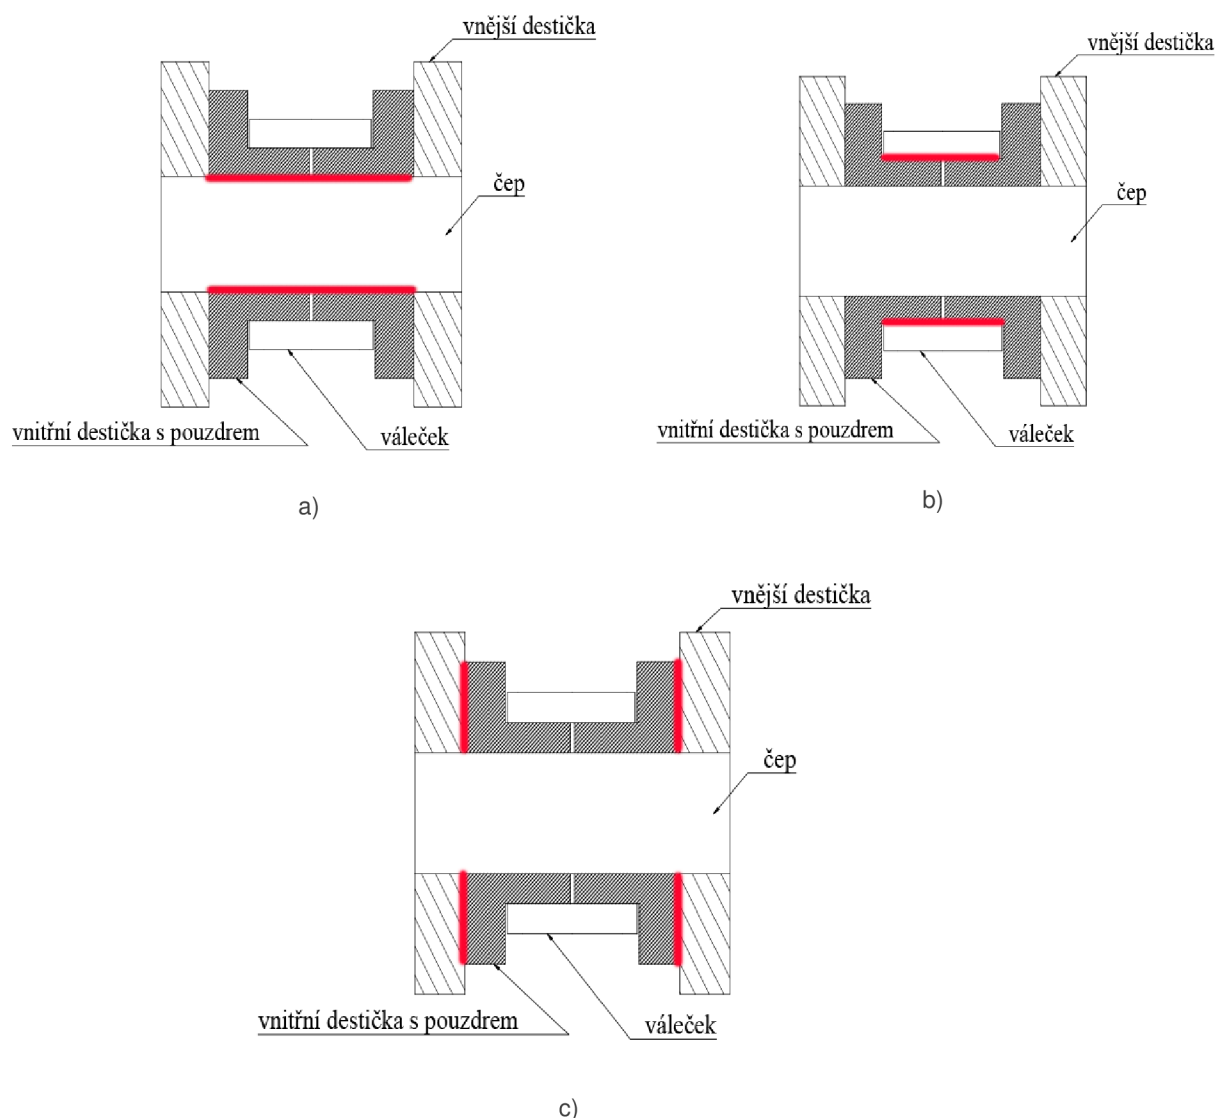 vnější destička
čep
vnitřní destička s pouzdrem
váleček
a)
vnější destička
čep
vnitřní destička s pouzdrem
váleček
b)
vnější destička
čep
vnitřní destička s pouzdrem
váleček
c)